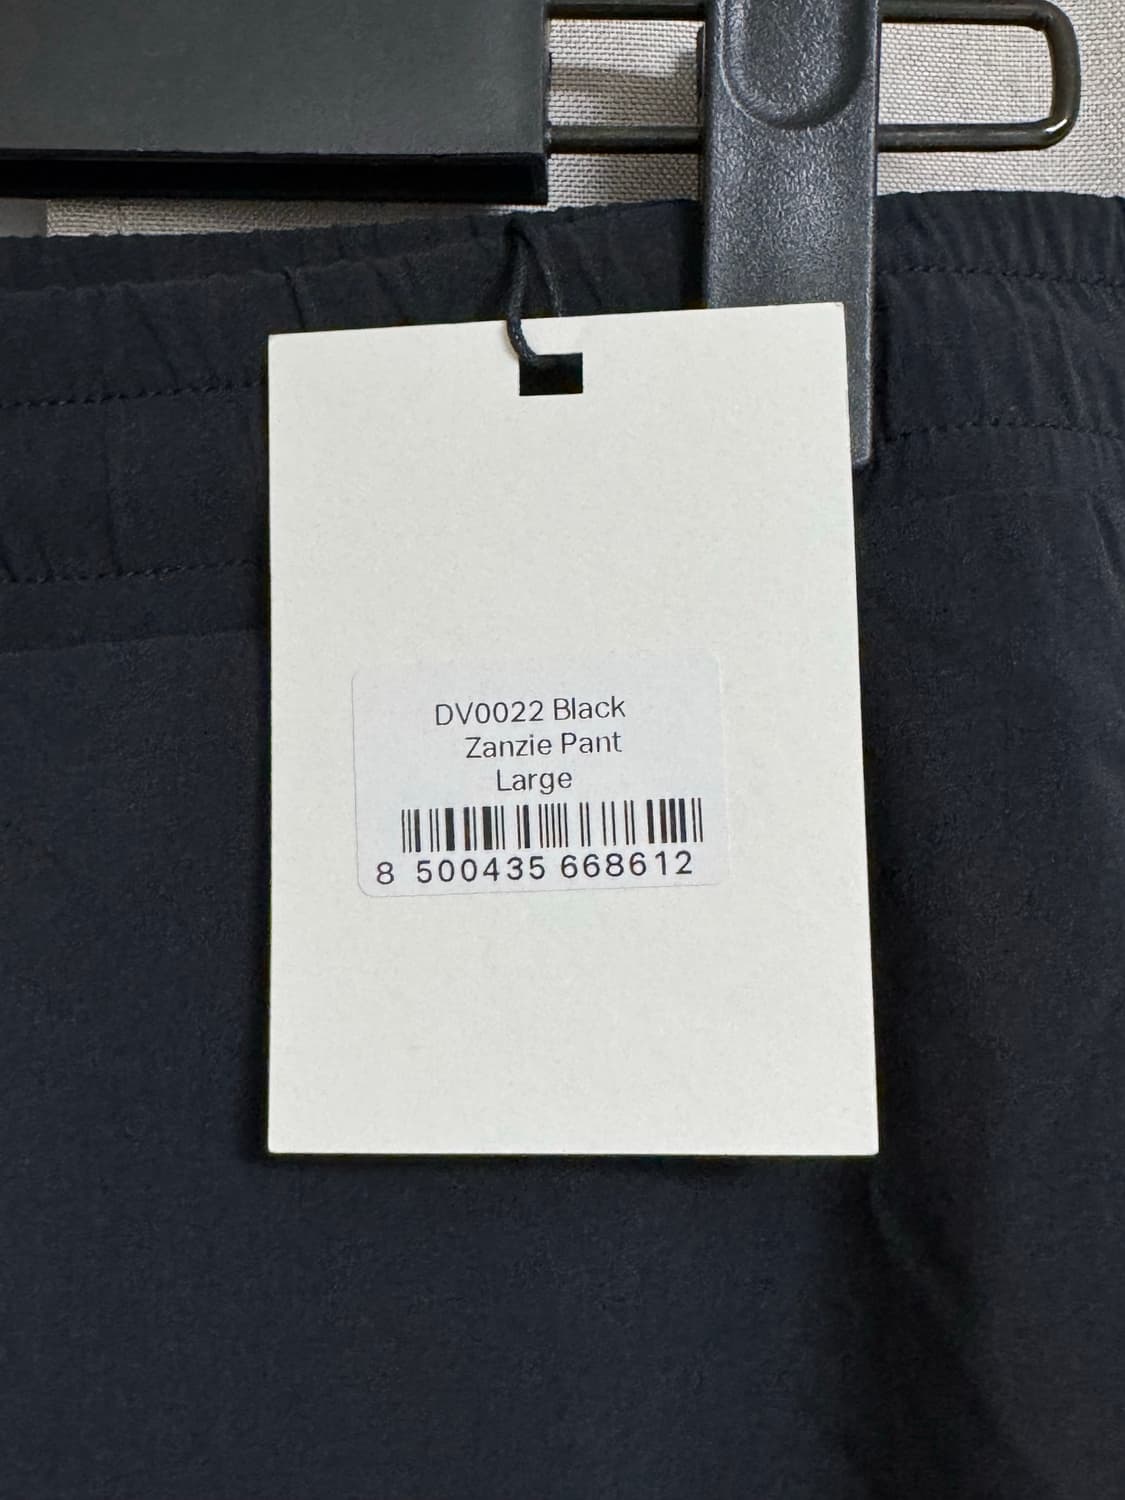 DV0022 Black
Zanzie Pant
Large
8 500435 668612